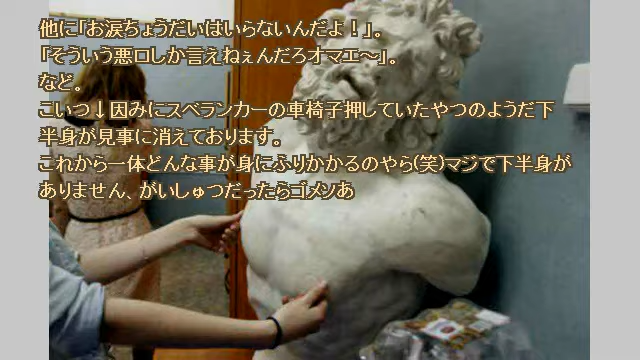 他に「お涙ちょうだいはいらないんだよ！」。
「そういう悪口しか言えねぇんだろオマエ～」。
など。
こいつ↓因みにスペランカーの車椅子押していたやつのようだ下
半身が見事に消えております。
これから一体どんな事が身にふりかかるのやら(笑)マジで下半身が
ありません、がいしゅつだったらゴメソあ